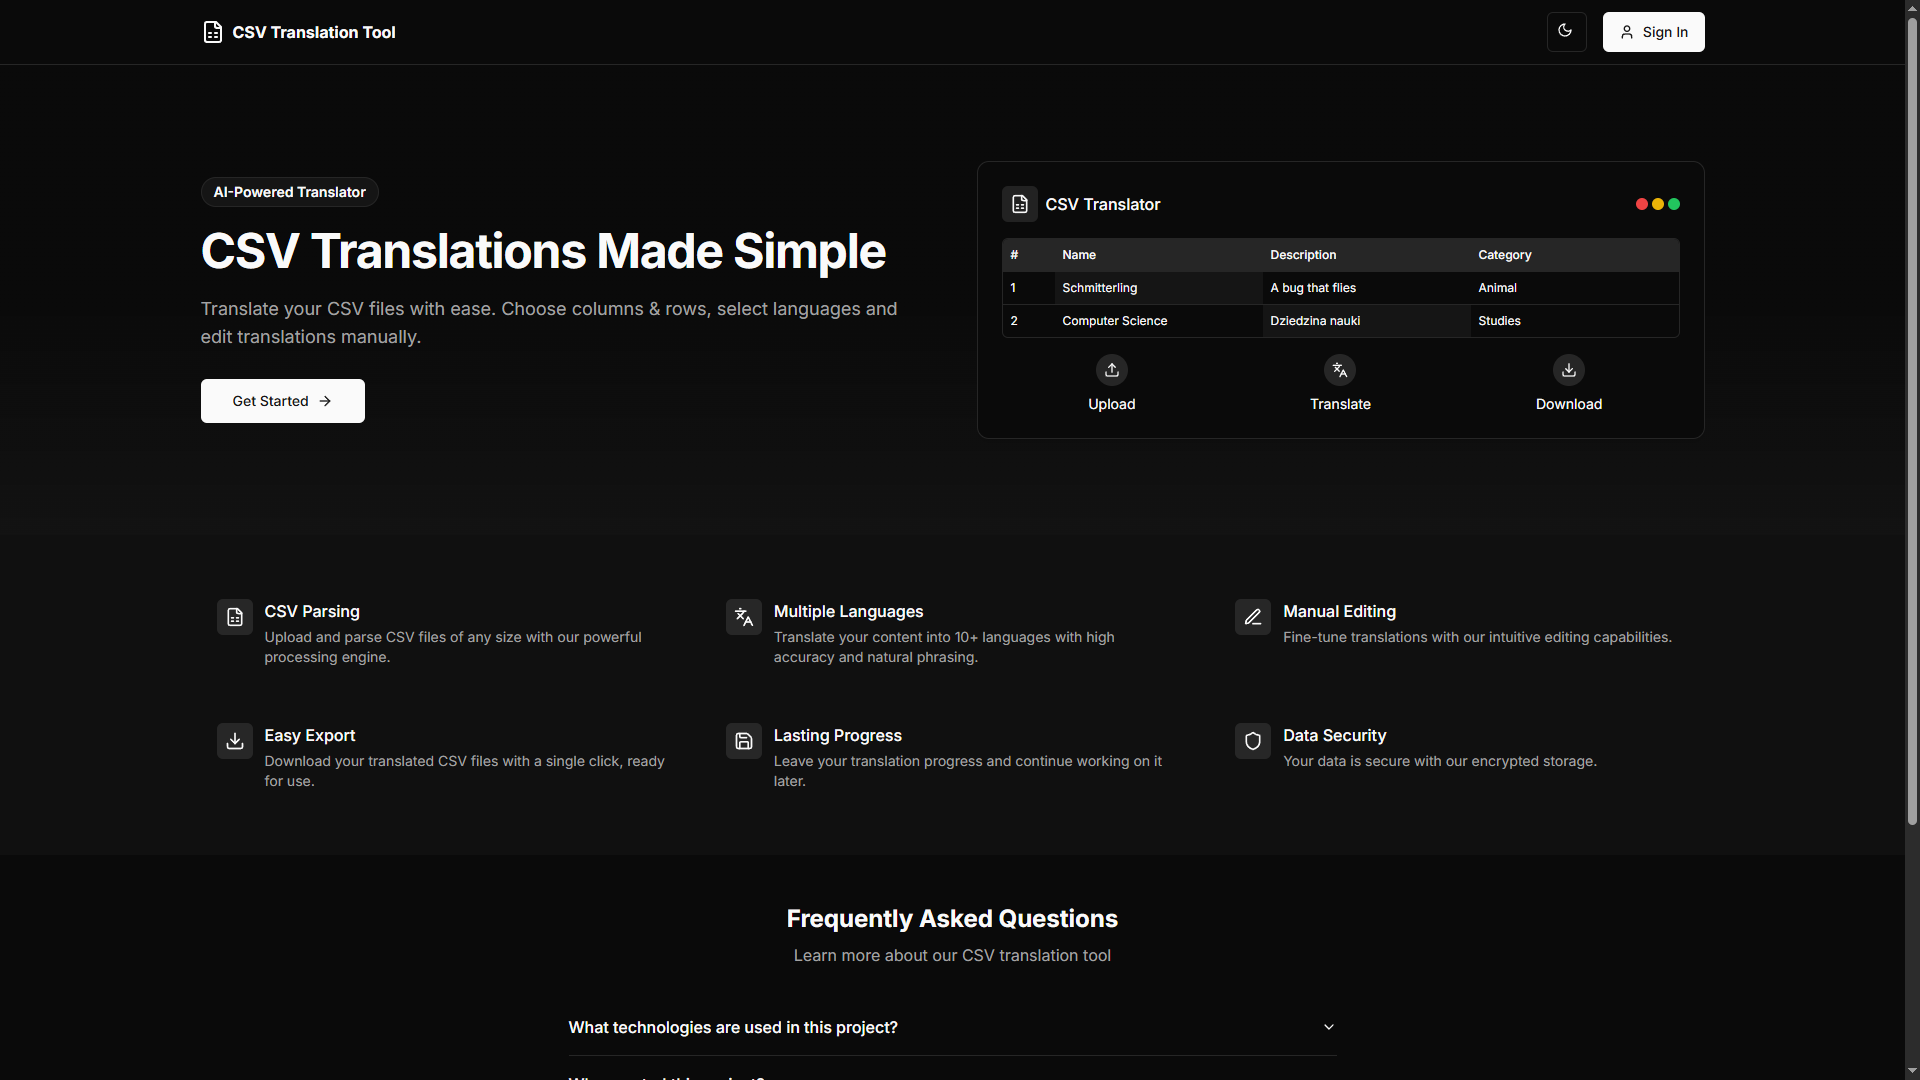 CSV Translation Tool
Sign In
AI-Powered Translator
CSV Translations Made Simple
Translate your CSV files with ease. Choose columns & rows, select languages and
edit translations manually.
Get Started
CSV Translator
# Name Description Category
1 Schmitterling A bug that flies Animal
2 Computer Science Dziedzina nauki Studies
Upload Translate Download
CSV Parsing
Upload and parse CSV files of any size with our powerful
processing engine.
Multiple Languages
Translate your content into 10+ languages with high
accuracy and natural phrasing.
Manual Editing
Fine-tune translations with our intuitive editing capabilities.
Easy Export
Download your translated CSV files with a single click, ready
for use.
Lasting Progress
Leave your translation progress and continue working on it
later.
Data Security
Your data is secure with our encrypted storage.
Frequently Asked Questions
Learn more about our CSV translation tool
What technologies are used in this project?